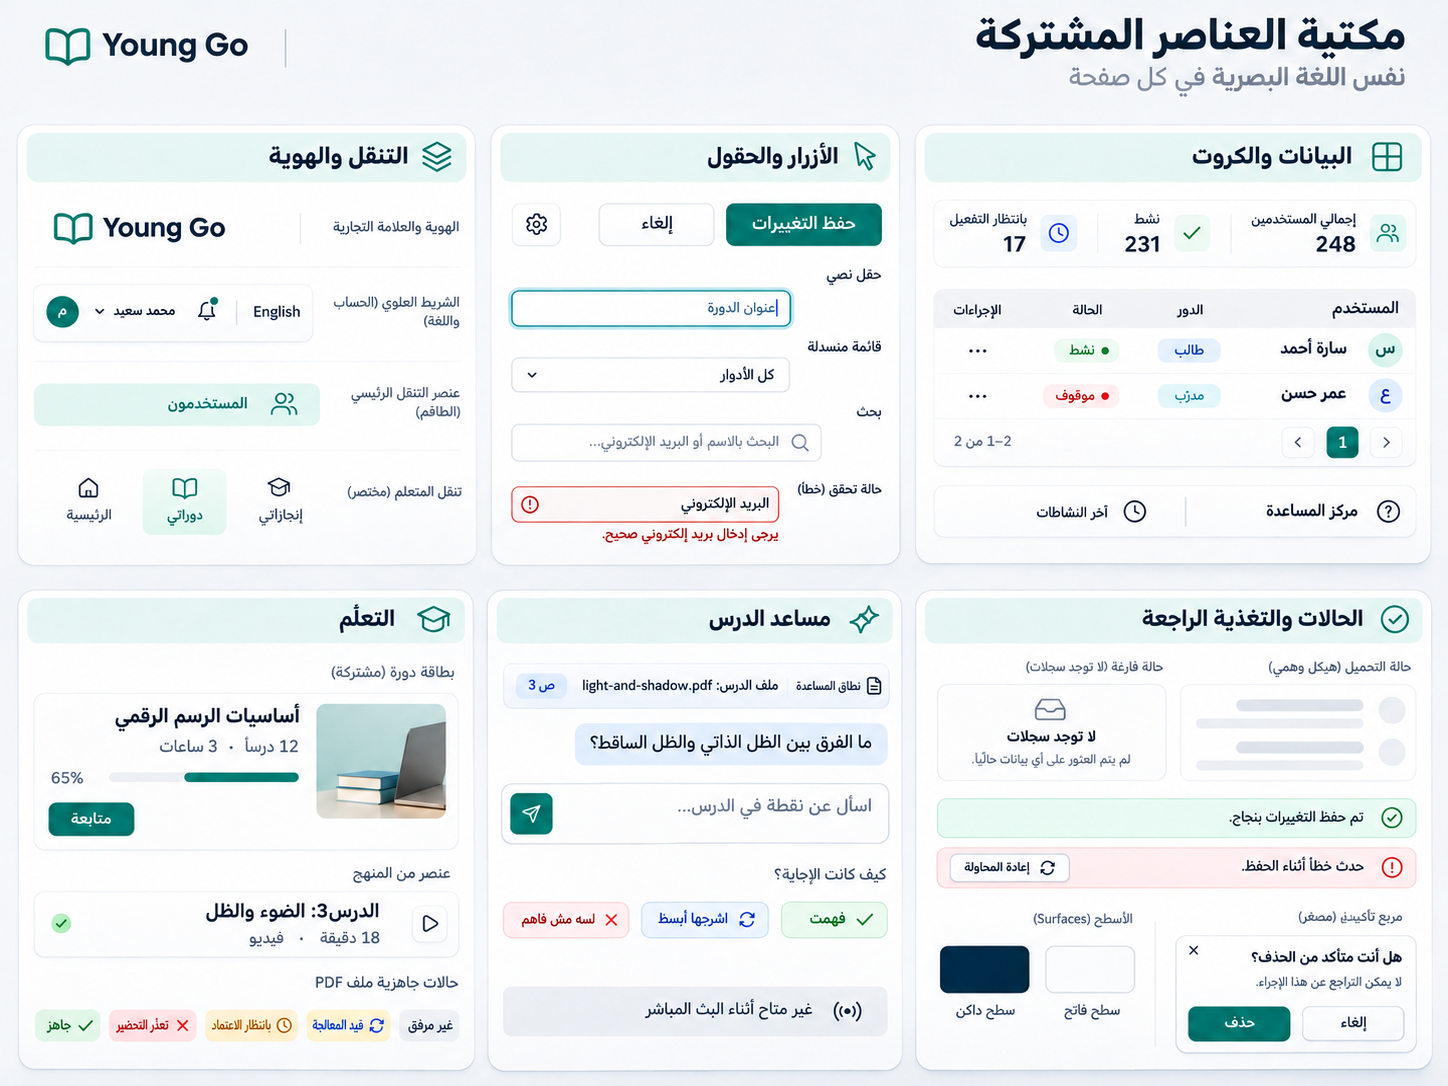 مكتبة العناصر المشتركة
نفس اللغة البصرية في كل صفحة
Young Go
البيانات والكروت
إجمالي المستخدمين
248
نشط
231
بانتظار التفعيل
17
المستخدم
الدور
الحالة
الإجراءات
س
سارة أحمد
طالب
نشط
...
ع
عمر حسن
مدرّب
موقوف
...
1
1–2 من 2
مركز المساعدة
آخر النشاطات
الأزرار والحقول
حفظ التغييرات
إلغاء
حقل نصي
عنوان الدورة
قائمة منسدلة
كل الأدوار
بحث
البحث بالاسم أو البريد الإلكتروني...
حالة تحقق (خطأ)
البريد الإلكتروني
يرجى إدخال بريد إلكتروني صحيح.
التنقل والهوية
الهوية والعلامة التجارية
Young Go
الشريط العلوي (الحساب
واللغة)
English
محمد سعيد
م
عنصر التنقل الرئيسي
(الطاقم)
المستخدمون
تنقل المتعلم (مختصر)
إنجازاتي
دوراتي
الرئيسية
الحالات والتغذية الراجعة
حالة التحميل (هيكل وهمي)
حالة فارغة (لا توجد سجلات)
لا توجد سجلات
لم يتم العثور على أي بيانات حاليًا.
تم حفظ التغييرات بنجاح.
حدث خطأ أثناء الحفظ.
إعادة المحاولة
(مصغر)
هل أنت متأكد من الحذف؟
لا يمكن التراجع عن هذا الإجراء.
إلغاء
حذف
الأسطح (Surfaces)
سطح فاتح
سطح داكن
مساعد الدرس
نطاق المساعدة
ملف الدرس: light-and-shadow.pdf
ص 3
ما الفرق بين الظل الذاتي والظل الساقط؟
اسأل عن نقطة في الدرس...
كيف كانت الإجابة؟
فهمت
اشرجها أبسط
لسه مش فاهم
غير متاح أثناء البث المباشر
التعلّم
بطاقة دورة (مشتركة)
أساسيات الرسم الرقمي
12 درسًا · 3 ساعات
65%
متابعة
عنصر من المنهج
الدرس3: الضوء والظل
18 دقيقة · فيديو
حالات جاهزية ملف PDF
غير مرفق
قيد المعالجة
بانتظار الاعتماد
تعذّر التحضير
جاهز